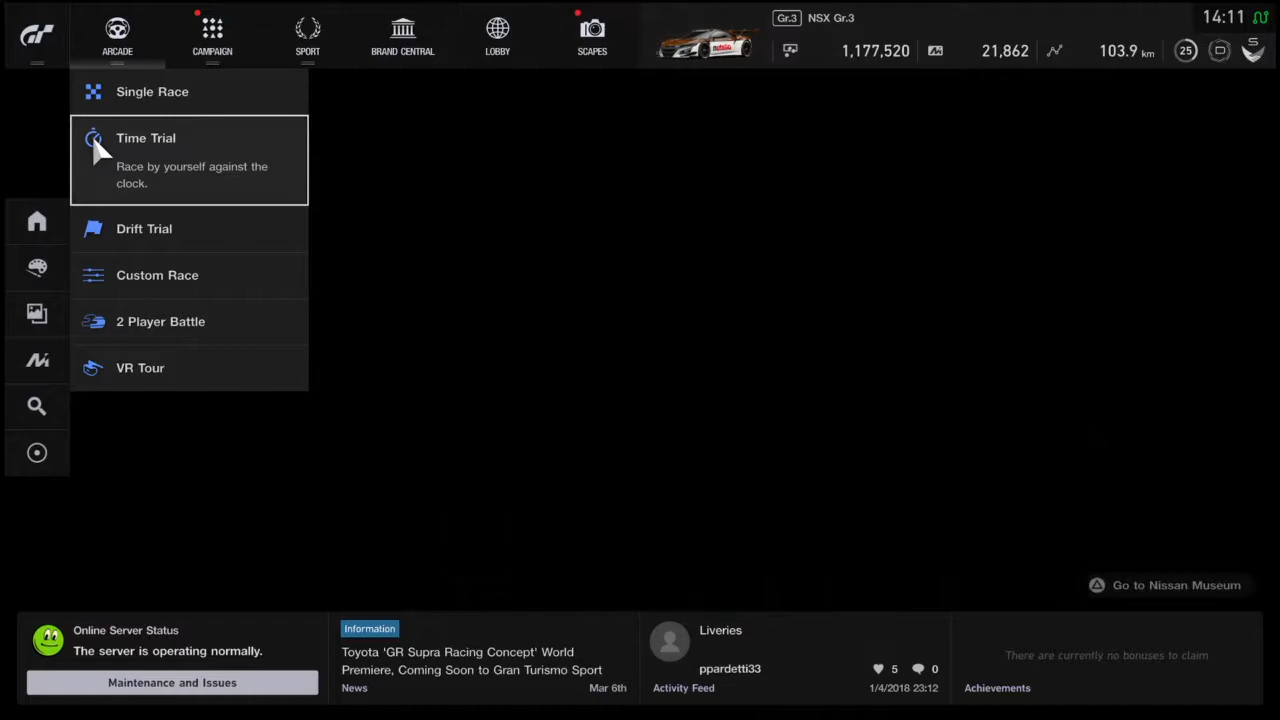 ARCADE
CAMPAIGN
SPORT
BRAND CENTRAL
LOBBY
SCAPES
Gr.3 NSX Gr.3
1,177,520
21,862
103.9 km
14:11
25
S
Single Race
Time Trial
Race by yourself against the
clock.
Drift Trial
Custom Race
2 Player Battle
VR Tour
Go to Nissan Museum
Online Server Status
The server is operating normally.
Maintenance and Issues
Information
Toyota 'GR Supra Racing Concept' World
Premiere, Coming Soon to Gran Turismo Sport
News
Mar 6th
Liveries
ppardetti33
5
0
Activity Feed
1/4/2018 23:12
There are currently no bonuses to claim
Achievements